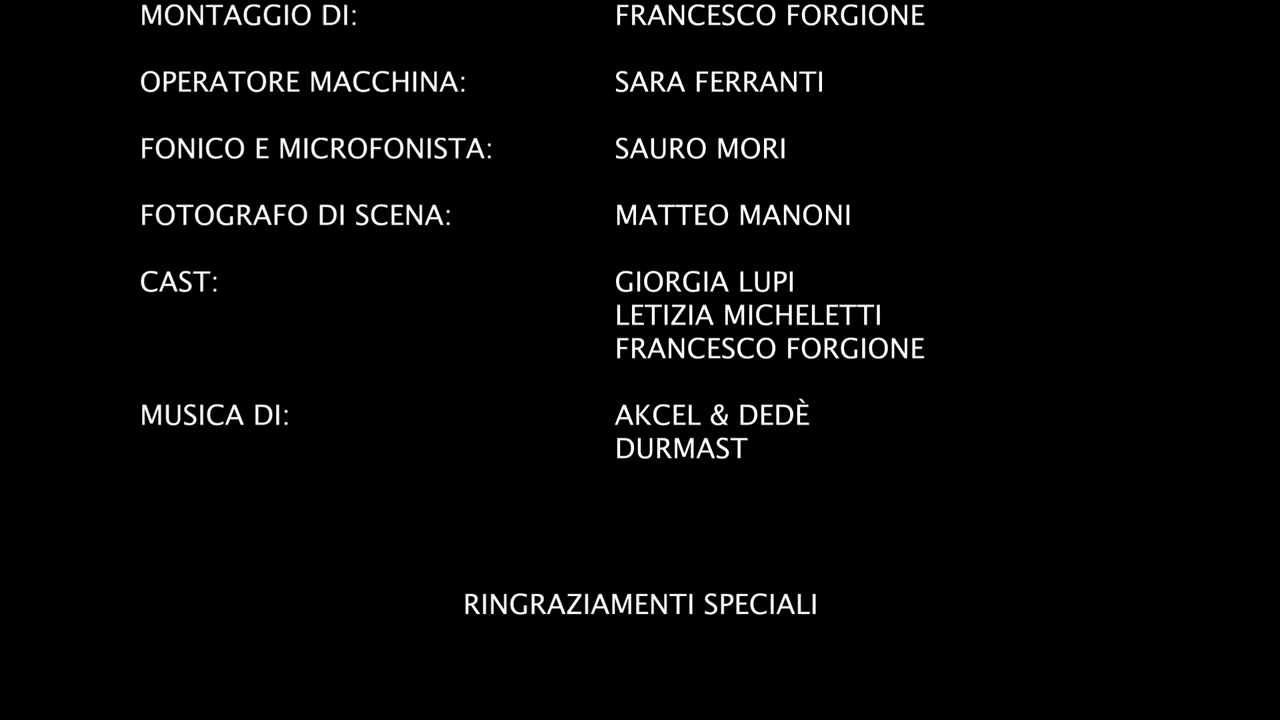 MONTAGGIO DI: FRANCESCO FORGIONE
OPERATORE MACCHINA: SARA FERRANTI
FONICO E MICROFONISTA: SAURO MORI
FOTOGRAFO DI SCENA: MATTEO MANONI
CAST: GIORGIA LUPI
LETIZIA MICHELETTI
FRANCESCO FORGIONE
MUSICA DI: AKCEL & DEDÈ
DURMAST
RINGRAZIAMENTI SPECIALI